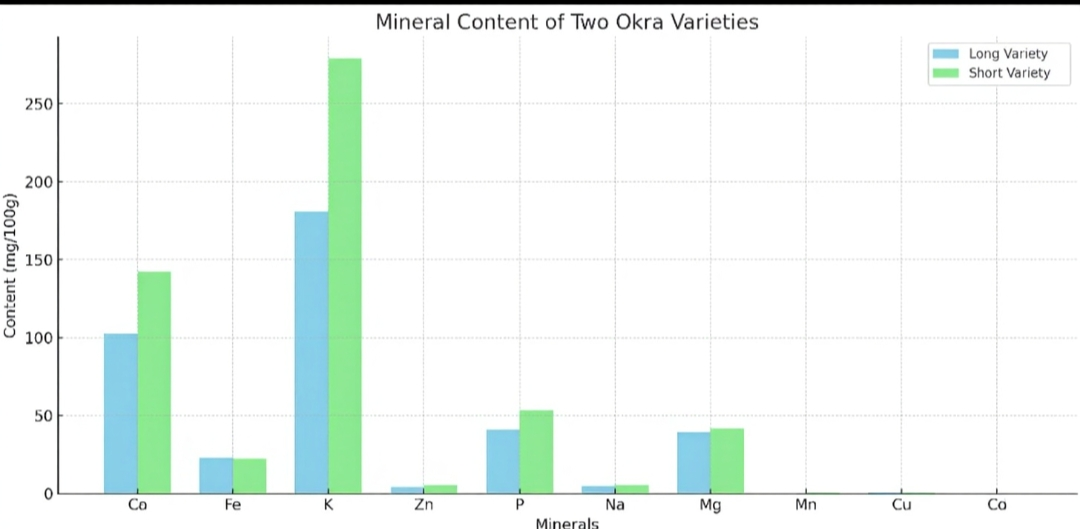 Mineral Content of Two Okra Varieties
Long Variety
Short Variety
Content (mg/100g)
250
200
150
100
50
0
Ca Fe K Zn P Na Mg Mn Cu Co
Minerals